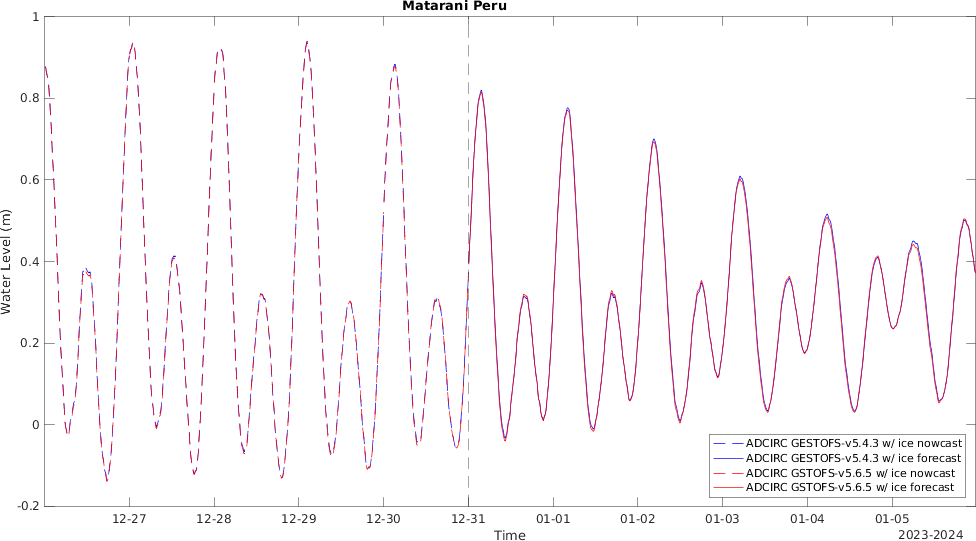 Matarani Peru
Water Level (m)
1
0.8
0.6
0.4
0.2
0
-0.2
12-27 12-28 12-29 12-30 12-31 01-01 01-02 01-03 01-04 01-05
Time
2023-2024
ADCIRC GESTOFS-v5.4.3 w/ ice nowcast
ADCIRC GESTOFS-v5.4.3 w/ ice forecast
ADCIRC GSTOFS-v5.6.5 w/ ice nowcast
ADCIRC GSTOFS-v5.6.5 w/ ice forecast